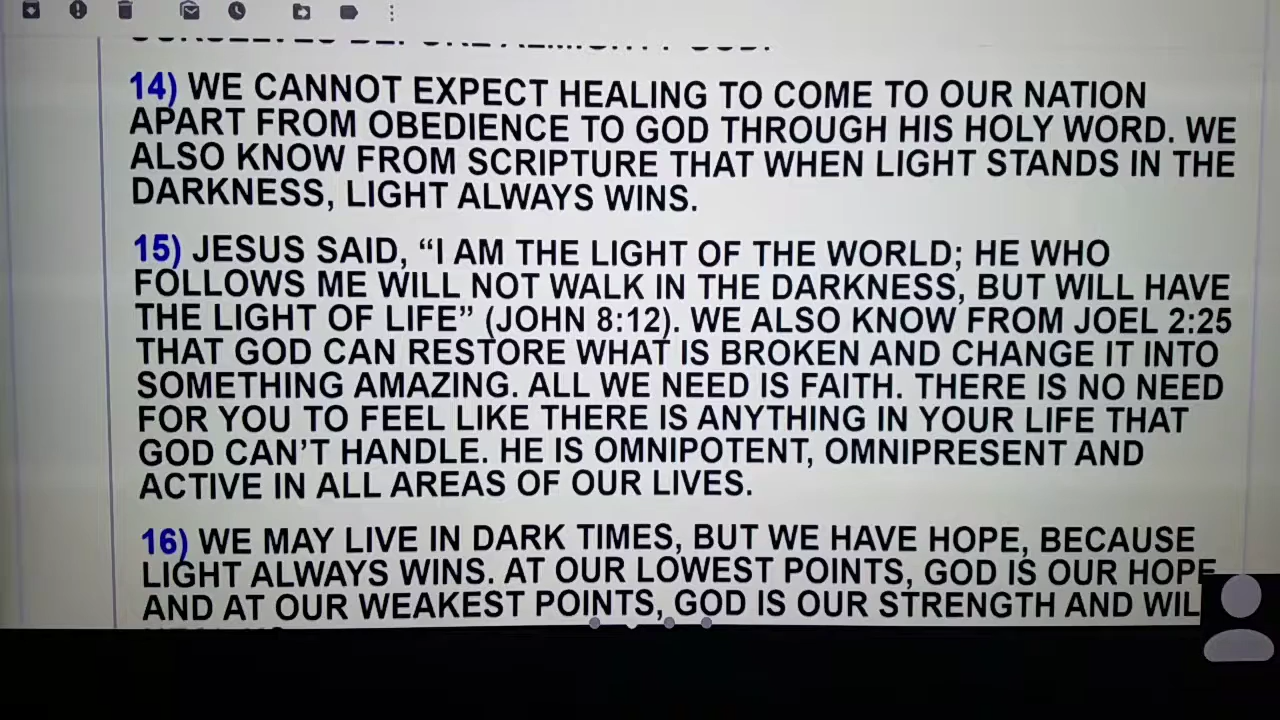 14) WE CANNOT EXPECT HEALING TO COME TO OUR NATION
APART FROM OBEDIENCE TO GOD THROUGH HIS HOLY WORD. WE
ALSO KNOW FROM SCRIPTURE THAT WHEN LIGHT STANDS IN THE
DARKNESS, LIGHT ALWAYS WINS.
15) JESUS SAID, “I AM THE LIGHT OF THE WORLD; HE WHO
FOLLOWS ME WILL NOT WALK IN THE DARKNESS, BUT WILL HAVE
THE LIGHT OF LIFE” (JOHN 8:12). WE ALSO KNOW FROM JOEL 2:25
THAT GOD CAN RESTORE WHAT IS BROKEN AND CHANGE IT INTO
SOMETHING AMAZING. ALL WE NEED IS FAITH. THERE IS NO NEED
FOR YOU TO FEEL LIKE THERE IS ANYTHING IN YOUR LIFE THAT
GOD CAN’T HANDLE. HE IS OMNIPOTENT, OMNIPRESENT AND
ACTIVE IN ALL AREAS OF OUR LIVES.
16) WE MAY LIVE IN DARK TIMES, BUT WE HAVE HOPE, BECAUSE
LIGHT ALWAYS WINS. AT OUR LOWEST POINTS, GOD IS OUR HOPE
AND AT OUR WEAKEST POINTS, GOD IS OUR STRENGTH AND WIL